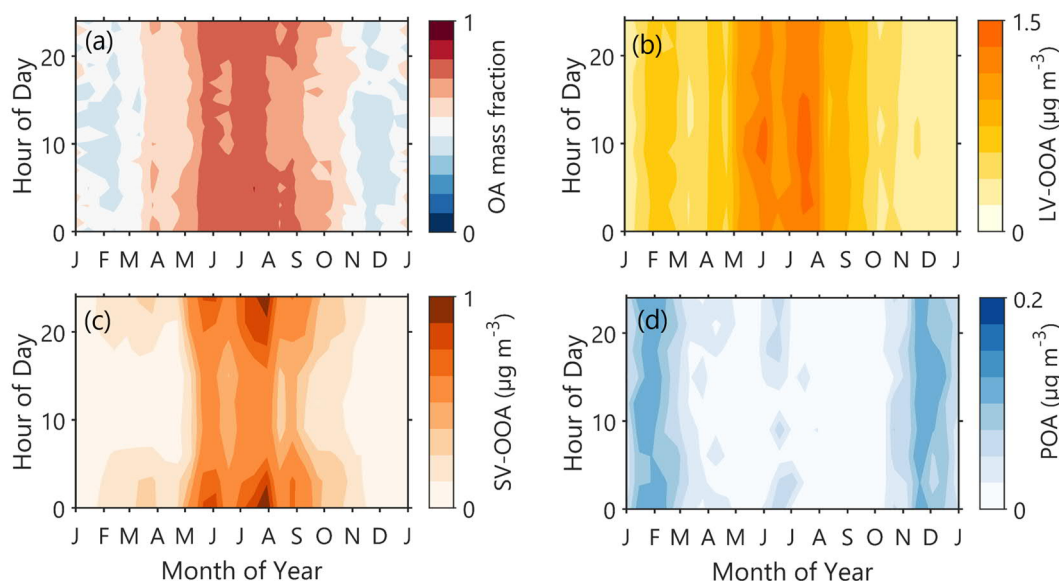 (a)
Hour of Day
20
10
0
J F M A M J J A S O N D J
1
0
OA mass fraction
(b)
Hour of Day
20
10
0
J F M A M J J A S O N D J
1.5
0
LV-OOA (µg m⁻³)
(c)
Hour of Day
20
10
0
J F M A M J J A S O N D J
Month of Year
1
0
SV-OOA (µg m⁻³)
(d)
Hour of Day
20
10
0
J F M A M J J A S O N D J
Month of Year
0.2
0
POA (µg m⁻³)